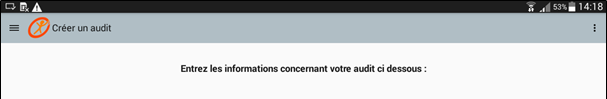 53% 14:18
Créer un audit
Entrez les informations concernant votre audit ci dessous :